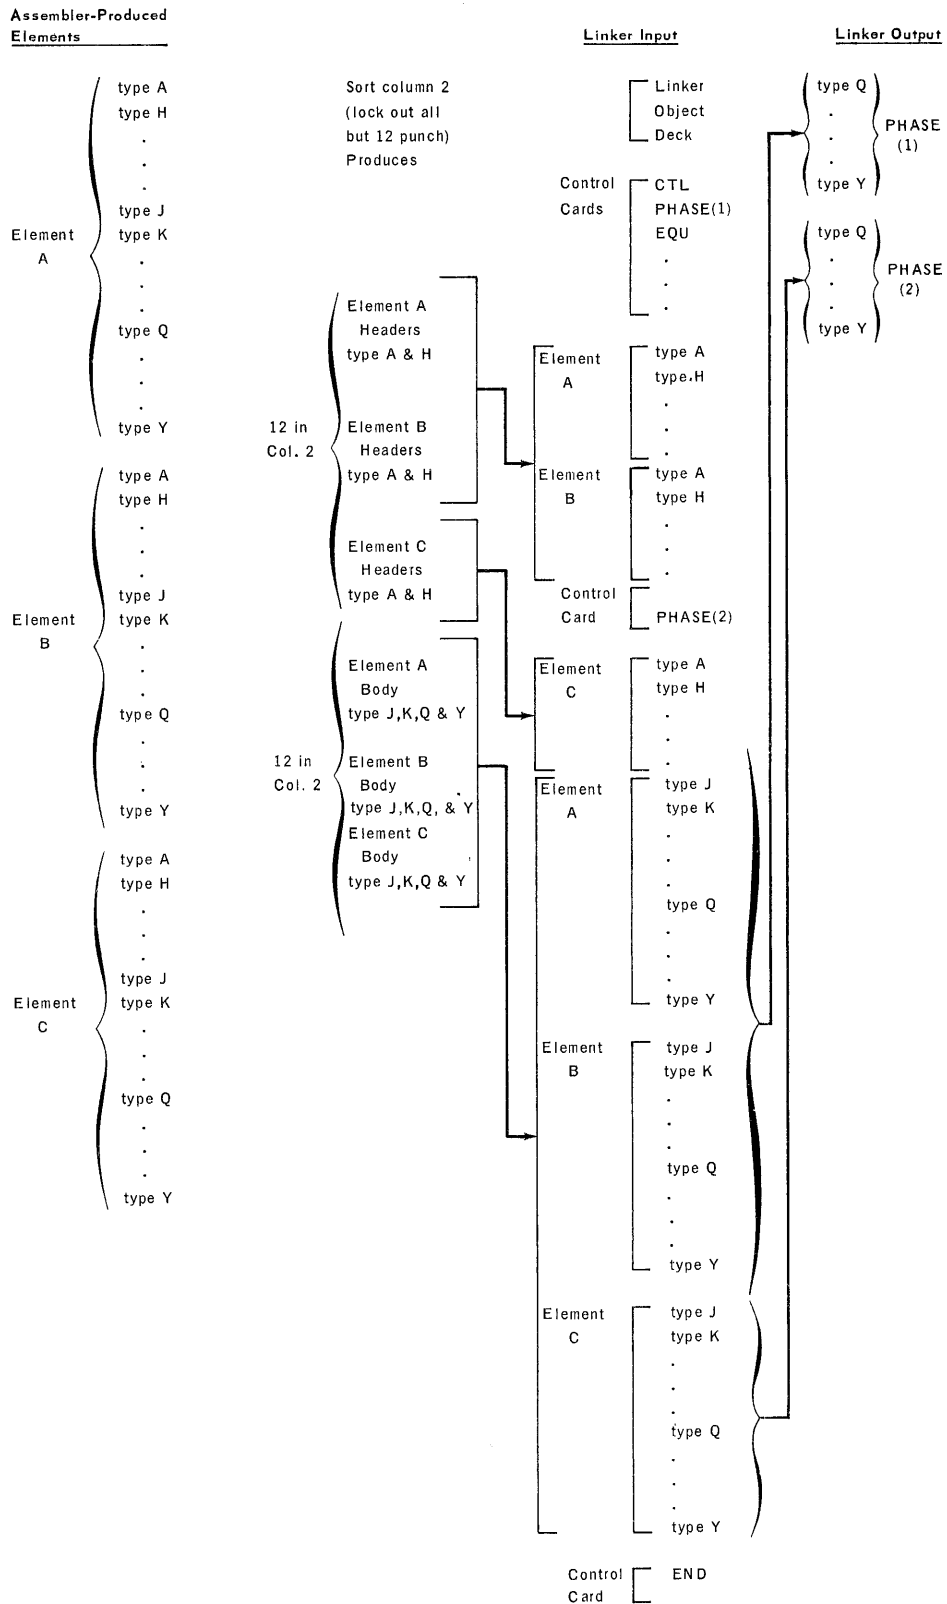 Assembler-Produced
Elements
type A
type H
.
.
.
type J
Element
A
type K
.
.
.
type Q
.
.
.
type Y
type A
type H
.
.
.
type J
Element
B
type K
.
.
.
type Q
.
.
.
type Y
type A
type H
.
.
.
type J
Element
C
type K
.
.
.
type Q
.
.
.
type Y
Sort column 2
(lock out all
but 12 punch)
Produces
12 in
Col. 2
Element A
Headers
type A & H
Element B
Headers
type A & H
Element C
Headers
type A & H
12 in
Col. 2
Element A
Body
type J,K,Q & Y
Element B
Body
type J,K,Q, & Y
Element C
Body
type J,K,Q & Y
Linker Input
Linker
Object
Deck
Control
Cards
CTL
PHASE(1)
EQU
.
.
.
Element
A
type A
type.H
.
.
.
Element
B
type A
type H
.
.
.
Control
Card
PHASE(2)
Element
C
type A
type H
.
.
.
Element
A
type J
type K
.
.
.
type Q
.
.
.
type Y
Element
B
type J
type K
.
.
.
type Q
.
.
.
type Y
Element
C
type J
type K
.
.
.
type Q
.
.
.
type Y
Control
Card
END
Linker Output
type Q
.
.
.
type Y
PHASE
(1)
type Q
.
.
.
type Y
PHASE
(2)